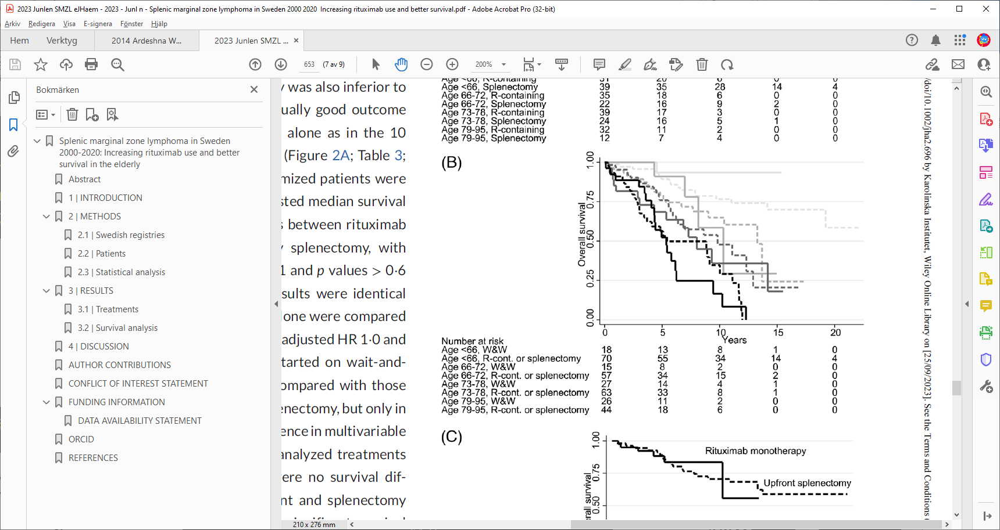 2023 Junlen SMZL eJHaem - 2023 - Junl n - Splenic marginal zone lymphoma in Sweden 2000 2020  Increasing rituximab use and better survival.pdf - Adobe Acrobat Pro (32-bit)
Arkiv Redigera Visa E-signera Fönster Hjälp
Hem Verktyg 2014 Ardeshna W... 2023 Junlen SMZL ... ×
653 (7 av 9) 200%
Bokmärken
Splenic marginal zone lymphoma in Sweden
2000-2020: Increasing rituximab use and better
survival in the elderly
Abstract
1 | INTRODUCTION
2 | METHODS
2.1 | Swedish registries
2.2 | Patients
2.3 | Statistical analysis
3 | RESULTS
3.1 | Treatments
3.2 | Survival analysis
4 | DISCUSSION
AUTHOR CONTRIBUTIONS
CONFLICT OF INTEREST STATEMENT
FUNDING INFORMATION
DATA AVAILABILITY STATEMENT
ORCID
REFERENCES
was also inferior to
ually good outcome
alone as in the 10
(Figure 2A; Table 3;
mized patients were
sted median survival
s between rituximab
splenectomy, with
1 and p values > 0·6
sults were identical
lone were compared
adjusted HR 1·0 and
tarted on wait-and-
ompared with those
enectomy, but only in
ence in multivariable
analyzed treatments
ere no survival dif-
nt and splenectomy
210 x 276 mm
Age <66, R-containing 31 20 6 0 0
Age <66, Splenectomy 39 35 28 14 4
Age 66-72, R-containing 35 18 6 0 0
Age 66-72, Splenectomy 22 16 9 2 0
Age 73-78, R-containing 39 17 3 0 0
Age 73-78, Splenectomy 24 16 5 1 0
Age 79-95, R-containing 32 11 2 0 0
Age 79-95, Splenectomy 12 7 4 0 0
(B)
Overall survival
1.00
0.75
0.50
0.25
0.00
0 5 10 15 20
Years
Number at risk
Age <66, W&W 18 13 8 1 0
Age <66, R-cont. or splenectomy 70 55 34 14 4
Age 66-72, W&W 15 8 2 0 0
Age 66-72, R-cont. or splenectomy 57 34 15 2 0
Age 73-78, W&W 27 14 4 1 0
Age 73-78, R-cont. or splenectomy 63 33 8 1 0
Age 79-95, W&W 26 11 2 0 0
Age 79-95, R-cont. or splenectomy 44 18 6 0 0
(C)
rall survival
1.00
0.75
0.50
Rituximab monotherapy
Upfront splenectomy
/doi/10.1002/jha2.696 by Karolinska Institutet, Wiley Online Library on [25/09/2023]. See the Terms and Conditions